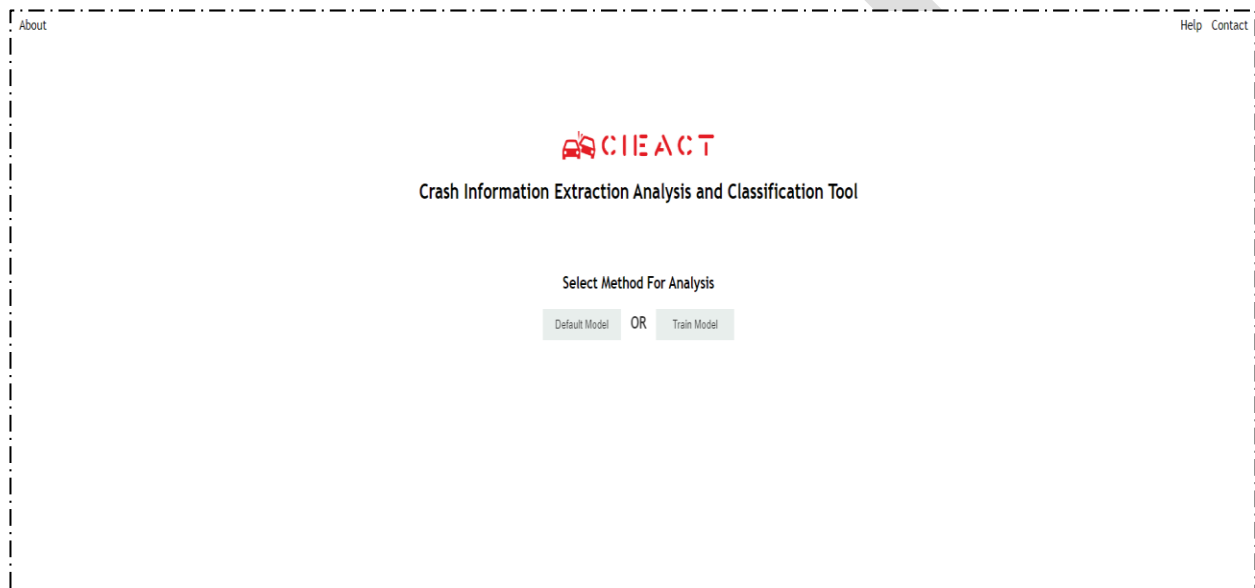 About Help Contact
CIEACT
Crash Information Extraction Analysis and Classification Tool
Select Method For Analysis
Default Model OR Train Model